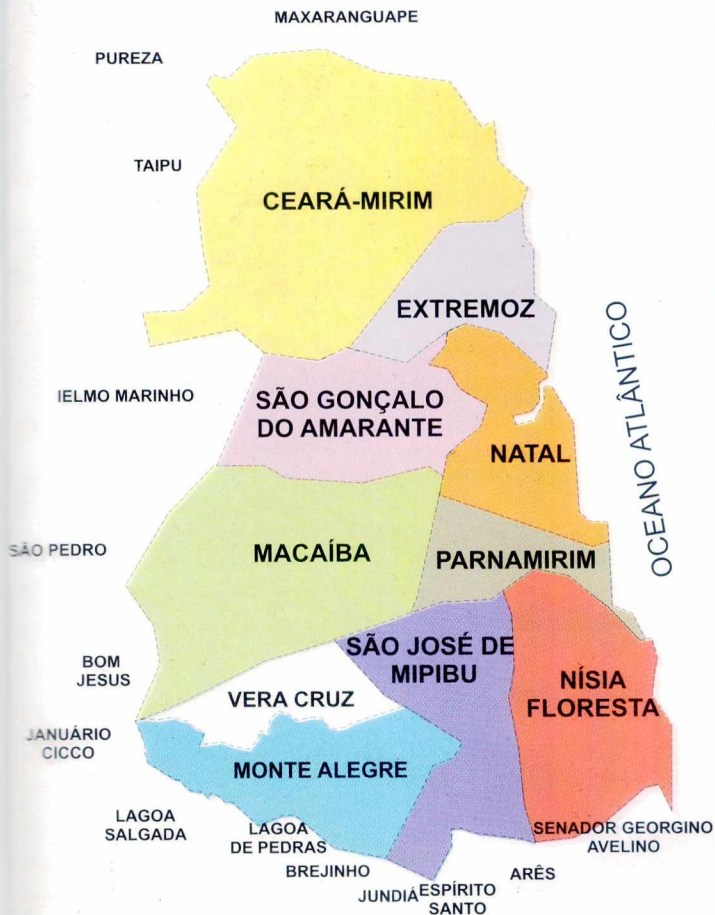 MAXARANGUAPE
PUREZA
TAIPU
CEARÁ-MIRIM
EXTREMOZ
OCEANO ATLÂNTICO
IELMO MARINHO
SÃO GONÇALO
DO AMARANTE
NATAL
SÃO PEDRO
MACAÍBA
PARNAMIRIM
SÃO JOSÉ DE
MIPIBU
BOM
JESUS
NÍSIA
FLORESTA
VERA CRUZ
JANUÁRIO
CICCO
MONTE ALEGRE
LAGOA
SALGADA
LAGOA
DE PEDRAS
SENADOR GEORGINO
AVELINO
BREJINHO
ARÊS
JUNDIÁ
ESPÍRITO
SANTO